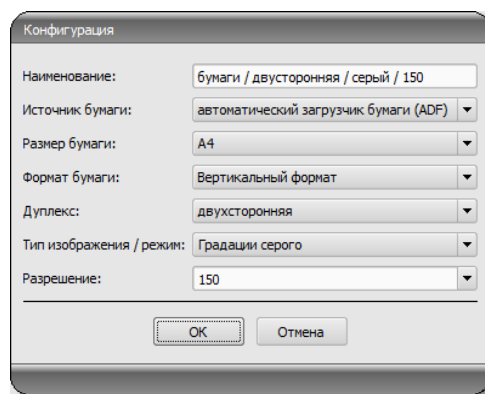 Конфигурация
Наименование: бумаги / двусторонняя / серый / 150
Источник бумаги: автоматический загрузчик бумаги (ADF)
Размер бумаги: A4
Формат бумаги: Вертикальный формат
Дуплекс: двухсторонняя
Тип изображения / режим: Градации серого
Разрешение: 150
OK Отмена